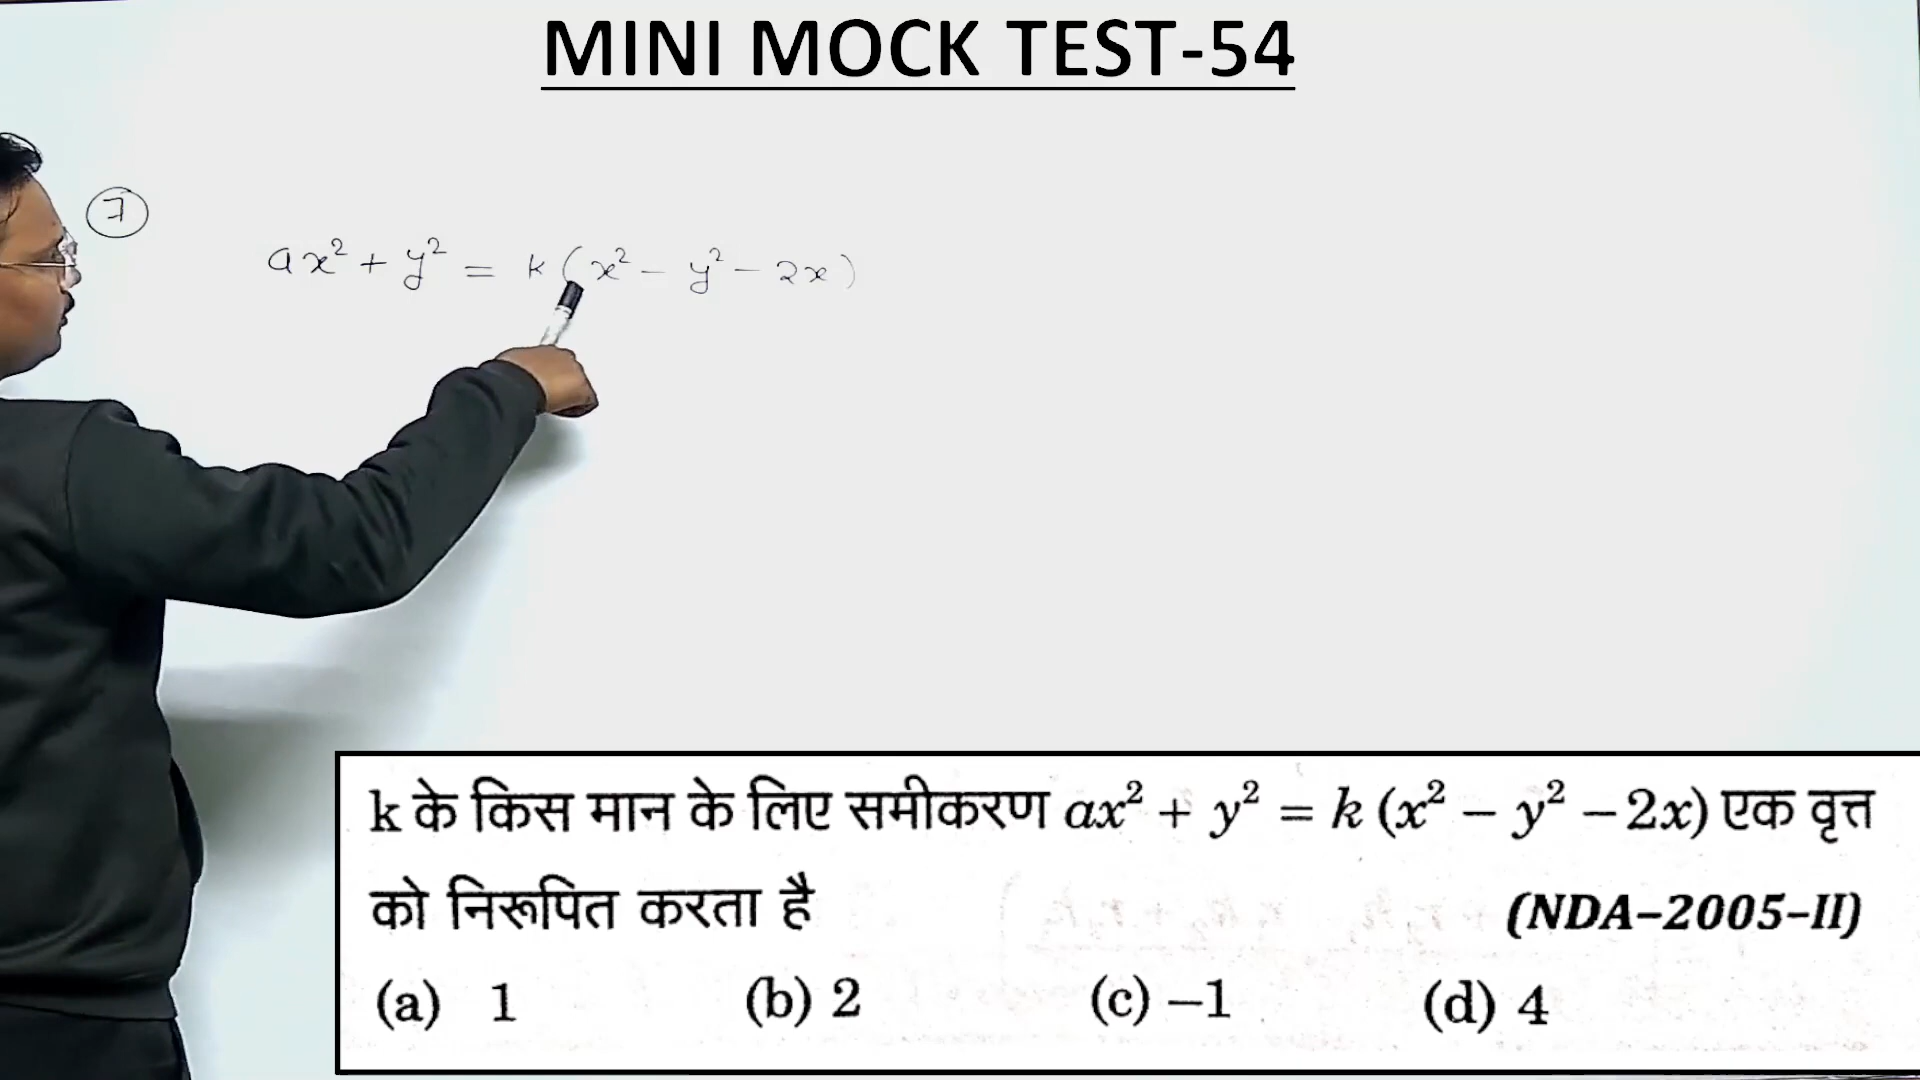 MINI MOCK TEST-54
7
ax² + y² = k (x² - y² - 2x)
k के किस मान के लिए समीकरण ax² + y² = k (x² – y² – 2x) एक वृत्त
को निरूपित करता है (NDA–2005–II)
(a) 1 (b) 2 (c) –1 (d) 4